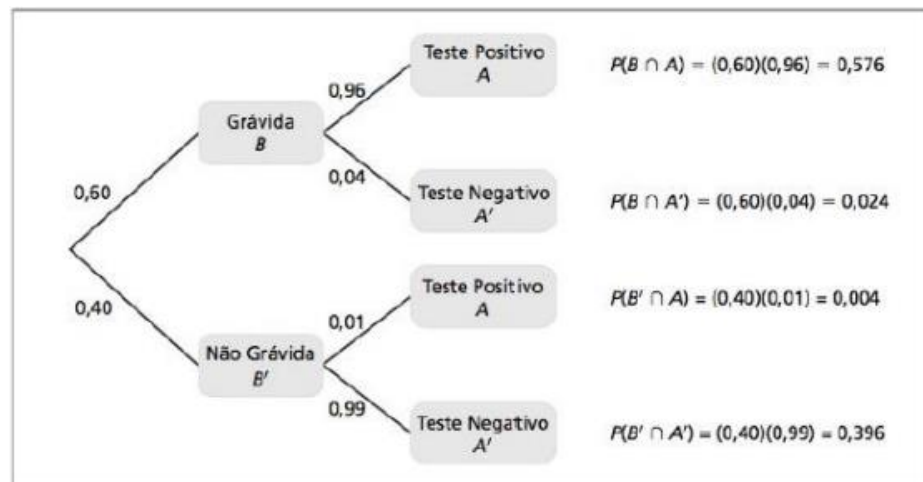 Teste Positivo
A
P(B ∩ A) = (0,60)(0,96) = 0,576
0,96
Grávida
B
0,04
0,60
Teste Negativo
A'
P(B ∩ A') = (0,60)(0,04) = 0,024
Teste Positivo
A
P(B' ∩ A) = (0,40)(0,01) = 0,004
0,40
0,01
Não Grávida
B'
0,99
Teste Negativo
A'
P(B' ∩ A') = (0,40)(0,99) = 0,396